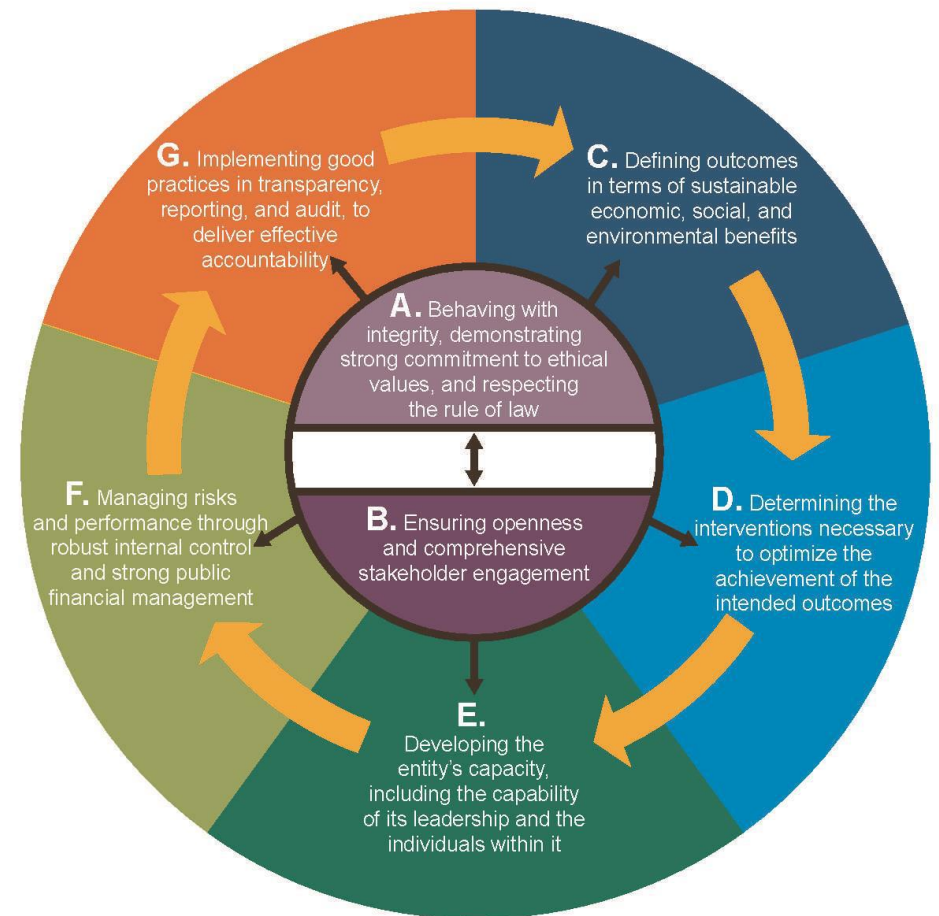 A. Behaving with
integrity, demonstrating
strong commitment to ethical
values, and respecting
the rule of law
B. Ensuring openness
and comprehensive
stakeholder engagement
C. Defining outcomes
in terms of sustainable
economic, social, and
environmental benefits
D. Determining the
interventions necessary
to optimize the
achievement of the
intended outcomes
E.
Developing the
entity's capacity,
including the capability
of its leadership and the
individuals within it
F. Managing risks
and performance through
robust internal control
and strong public
financial management
G. Implementing good
practices in transparency,
reporting, and audit, to
deliver effective
accountability